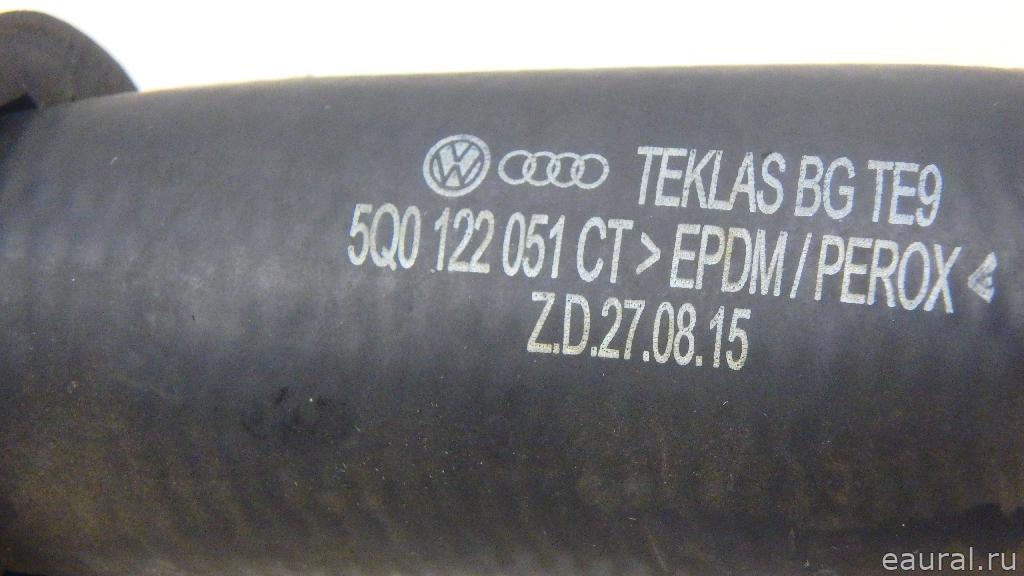 TEKLAS BG TE9
5Q0 122 051 CT > EPDM / PEROX <
Z.D.27.08.15
eaural.ru